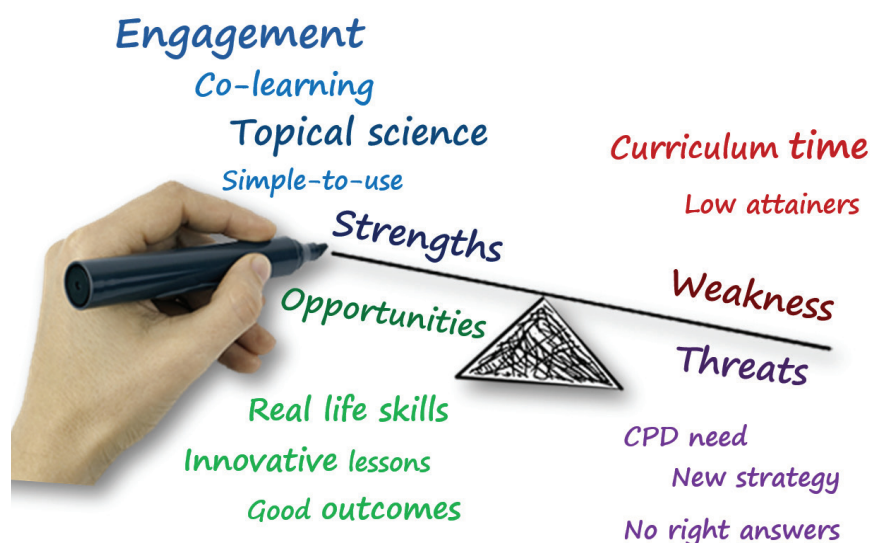 Engagement
Co-learning
Topical science
Simple-to-use
Strengths
Opportunities
Real life skills
Innovative lessons
Good outcomes
Curriculum time
Low attainers
Weakness
Threats
CPD need
New strategy
No right answers